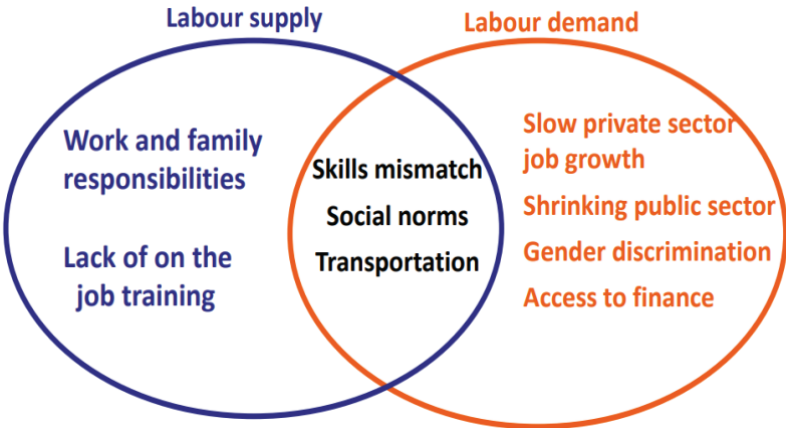 Labour supply
Labour demand
Work and family
responsibilities
Lack of on the
job training
Skills mismatch
Social norms
Transportation
Slow private sector
job growth
Shrinking public sector
Gender discrimination
Access to finance